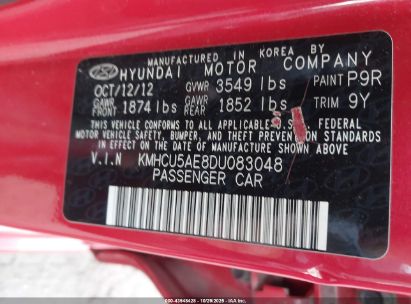 MANUFACTURED IN KOREA BY
HYUNDAI MOTOR COMPANY
OCT/12/12 GVWR 3549 lbs PAINT P9R
GAWR FRONT 1874 lbs GAWR REAR 1852 lbs TRIM 9Y
THIS VEHICLE CONFORMS TO ALL APPLICABLE U.S. FEDERAL
MOTOR VEHICLE SAFETY, BUMPER, AND THEFT PREVENTION STANDARDS
IN EFFECT ON THE DATE OF MANUFACTURE SHOWN ABOVE.
V.I.N KMHCU5AE8DU083048
PASSENGER CAR